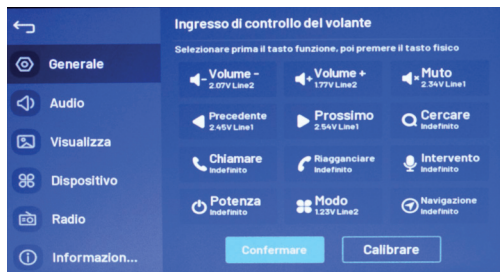 Ingresso di controllo del volante
Selezionare prima il tasto funzione, poi premere il tasto fisico
Generale
Audio
Visualizza
Dispositivo
Radio
Informazion...
Volume -
2.07V Line2
Volume +
1.77V Line2
Muto
2.34V Line1
Precedente
2.45V Line1
Prossimo
2.54V Line1
Cercare
Indefinito
Chiamare
Indefinito
Riagganciare
Indefinito
Intervento
Indefinito
Potenza
Indefinito
Modo
1.23V Line2
Navigazione
Indefinito
Confermare
Calibrare